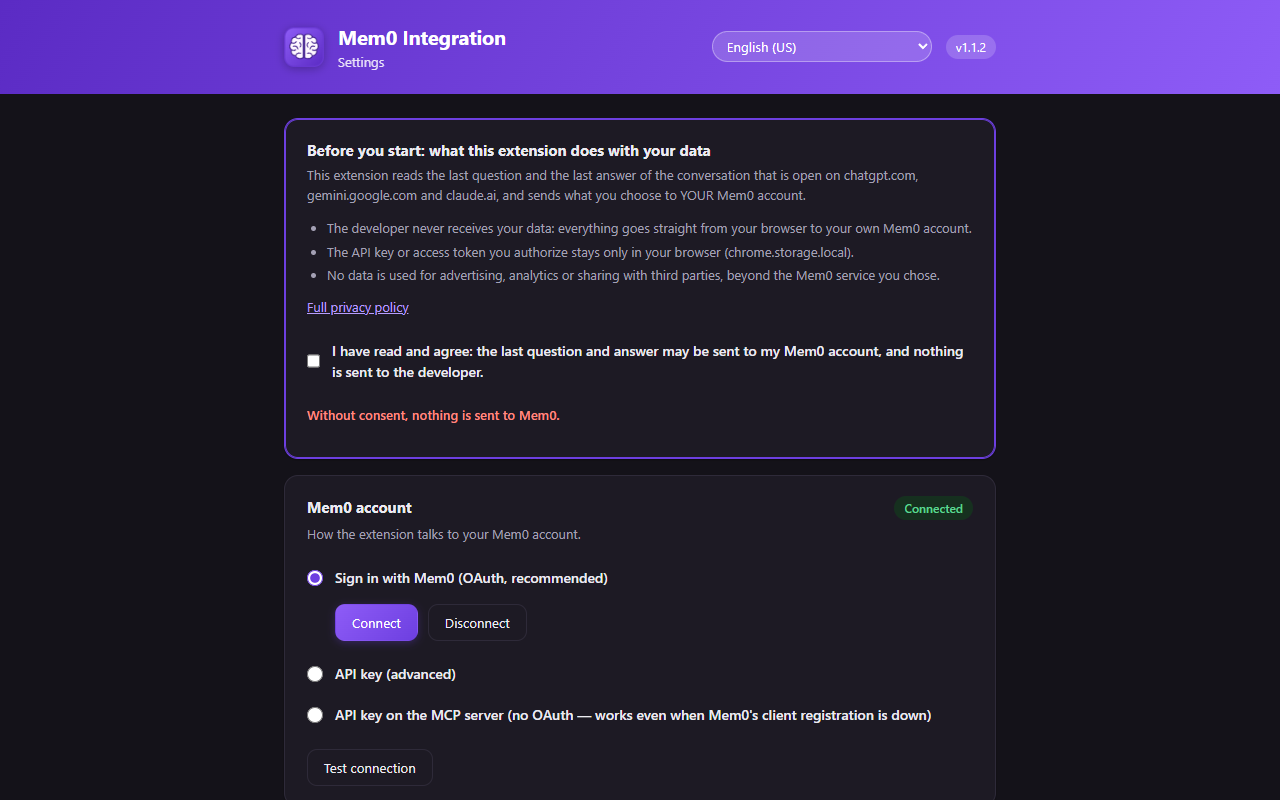 Mem0 Integration
Settings
English (US)
v1.1.2
Before you start: what this extension does with your data
This extension reads the last question and the last answer of the conversation that is open on chatgpt.com,
gemini.google.com and claude.ai, and sends what you choose to YOUR Mem0 account.
• The developer never receives your data: everything goes straight from your browser to your own Mem0 account.
• The API key or access token you authorize stays only in your browser (chrome.storage.local).
• No data is used for advertising, analytics or sharing with third parties, beyond the Mem0 service you chose.
Full privacy policy
I have read and agree: the last question and answer may be sent to my Mem0 account, and nothing
is sent to the developer.
Without consent, nothing is sent to Mem0.
Mem0 account
Connected
How the extension talks to your Mem0 account.
Sign in with Mem0 (OAuth, recommended)
Connect
Disconnect
API key (advanced)
API key on the MCP server (no OAuth — works even when Mem0's client registration is down)
Test connection